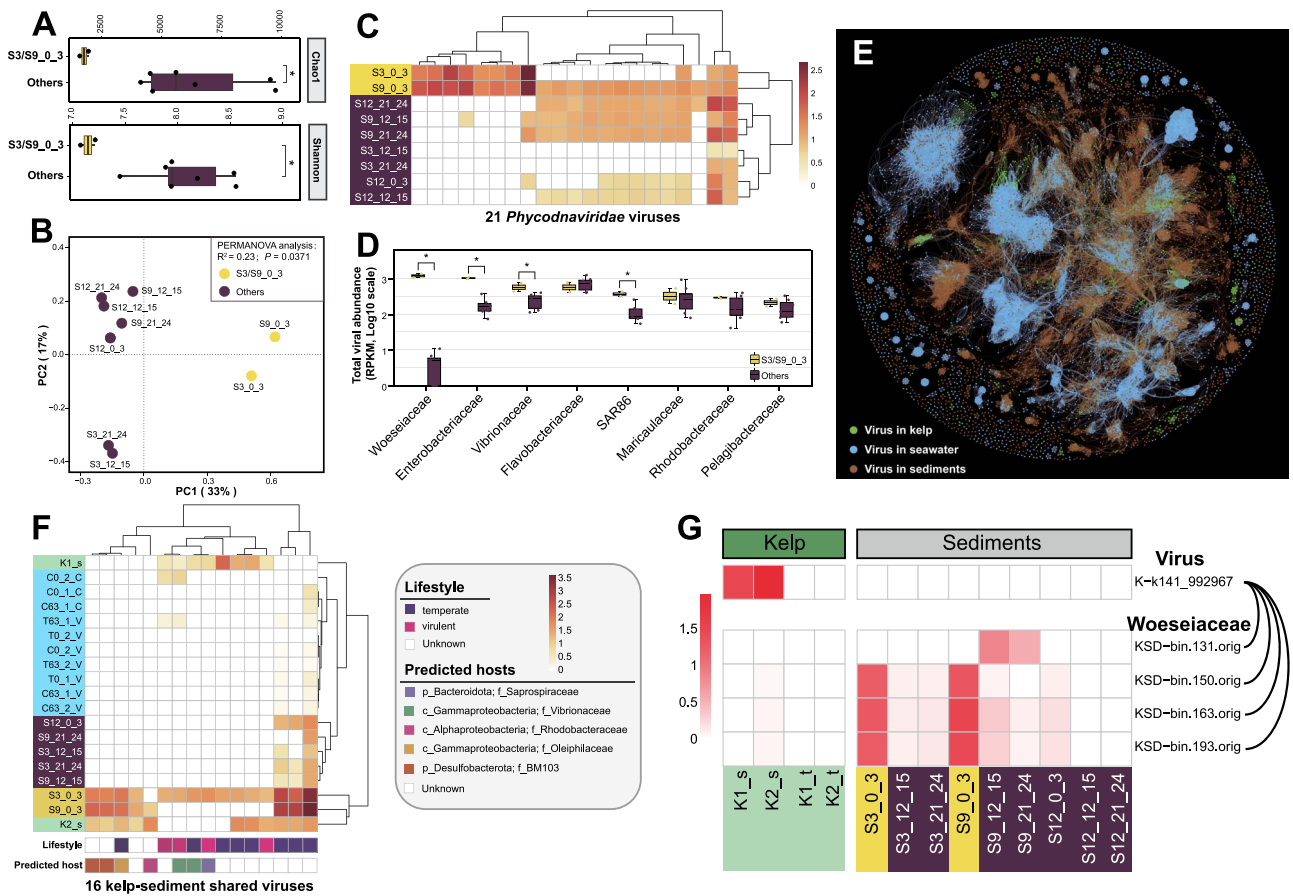 A
2500
5000
7500
10000
S3/S9_0_3
Others
*
Chao1
7.0
7.5
8.0
8.5
9.0
S3/S9_0_3
Others
*
Shannon
B
PERMANOVA analysis:
R² = 0.23; P = 0.0371
S3/S9_0_3
Others
0.4
0.2
0.0
−0.2
−0.4
PC2 (17%)
S12_21_24
S9_12_15
S12_12_15
S9_21_24
S12_0_3
S9_0_3
S3_0_3
S3_21_24
S3_12_15
−0.3
0.0
0.3
0.6
PC1 (33%)
C
S3_0_3
S9_0_3
S12_21_24
S9_12_15
S9_21_24
S3_12_15
S3_21_24
S12_0_3
S12_12_15
2.5
2
1.5
1
0.5
0
21 Phycodnaviridae viruses
D
Total viral abundance
(RPKM, Log10 scale)
3
2
1
0
*
*
*
*
S3/S9_0_3
Others
Woeseiaceae
Enterobacteriaceae
Vibrionaceae
Flavobacteriaceae
SAR86
Maricaulaceae
Rhodobacteraceae
Pelagibacteraceae
E
Virus in kelp
Virus in seawater
Virus in sediments
F
K1_s
C0_2_C
C0_1_C
C63_1_C
T63_1_V
T0_2_V
C0_2_V
T63_2_V
T0_1_V
C63_1_V
C63_2_V
S12_0_3
S9_21_24
S3_12_15
S3_21_24
S9_12_15
S3_0_3
S9_0_3
K2_s
Lifestyle
Predicted host
16 kelp-sediment shared viruses
Lifestyle
temperate
virulent
Unknown
3.5
3
2.5
2
1.5
1
0.5
0
Predicted hosts
p_Bacteroidota; f_Saprospiraceae
c_Gammaproteobacteria; f_Vibrionaceae
c_Alphaproteobacteria; f_Rhodobacteraceae
c_Gammaproteobacteria; f_Oleiphilaceae
p_Desulfobacterota; f_BM103
Unknown
G
Kelp
Sediments
Virus
K-k141_992967
Woeseiaceae
KSD-bin.131.orig
KSD-bin.150.orig
KSD-bin.163.orig
KSD-bin.193.orig
1.5
1
0.5
0
K1_s
K2_s
K1_t
K2_t
S3_0_3
S3_12_15
S3_21_24
S9_0_3
S9_12_15
S9_21_24
S12_0_3
S12_12_15
S12_21_24